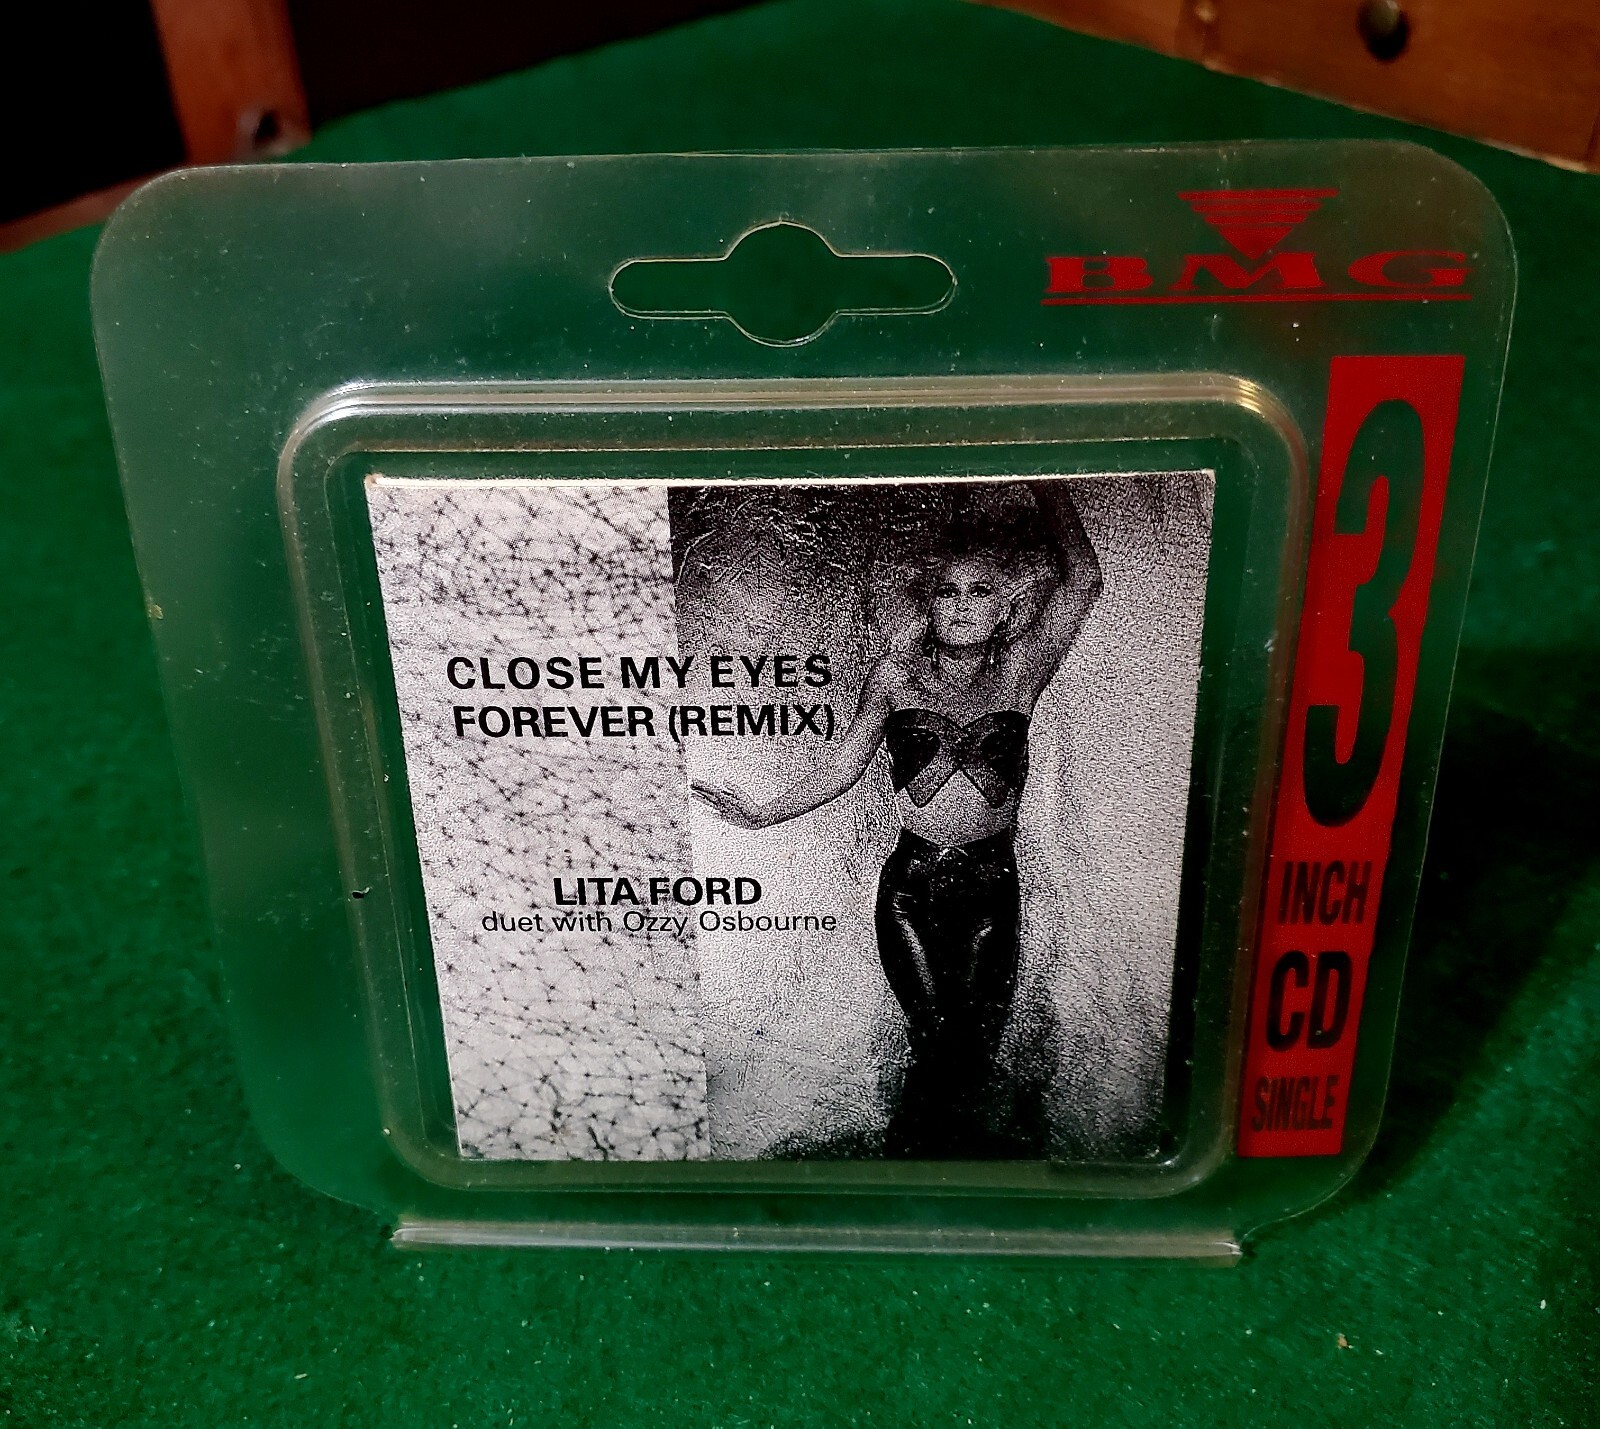 BMG
3
INCH
CD
SINGLE
CLOSE MY EYES
FOREVER (REMIX)
LITA FORD
duet with Ozzy Osbourne